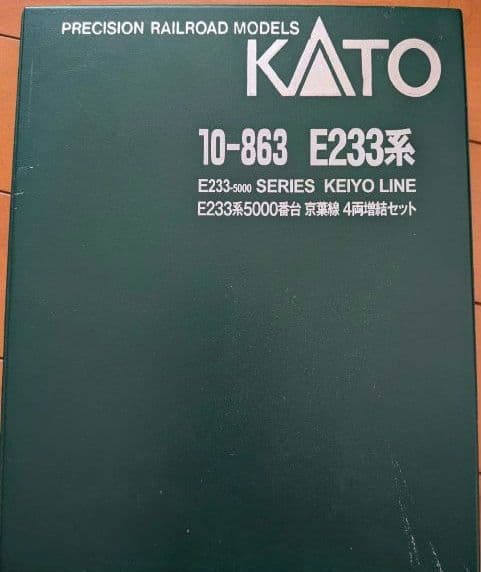 PRECISION RAILROAD MODELS
KATO
10-863 E233系
E233-5000 SERIES KEIYO LINE
E233系5000番台 京葉線 4両増結セット